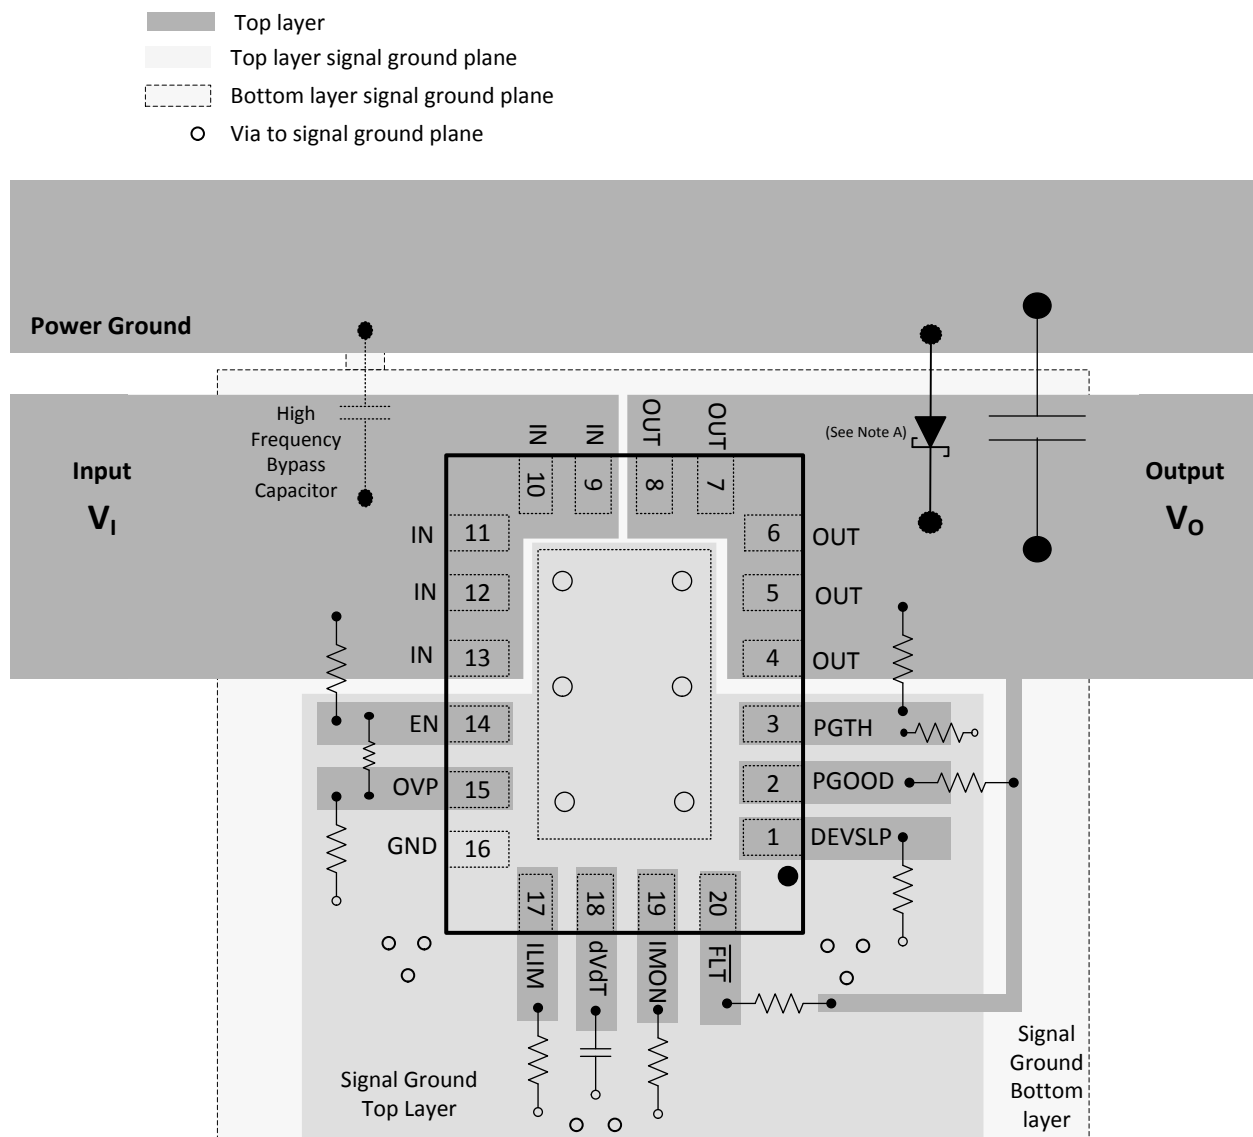 Top layer
Top layer signal ground plane
Bottom layer signal ground plane
Via to signal ground plane
Power Ground
High
Frequency
Bypass
Capacitor
Input
VI
IN
IN
OUT
OUT
10
9
8
7
(See Note A)
Output
VO
IN
11
6
OUT
IN
12
5
OUT
IN
13
4
OUT
EN
14
3
PGTH
OVP
15
2
PGOOD
GND
16
1
DEVSLP
17
18
19
20
ILIM
dVdT
IMON
FLT
Signal Ground
Top Layer
Signal
Ground
Bottom
layer